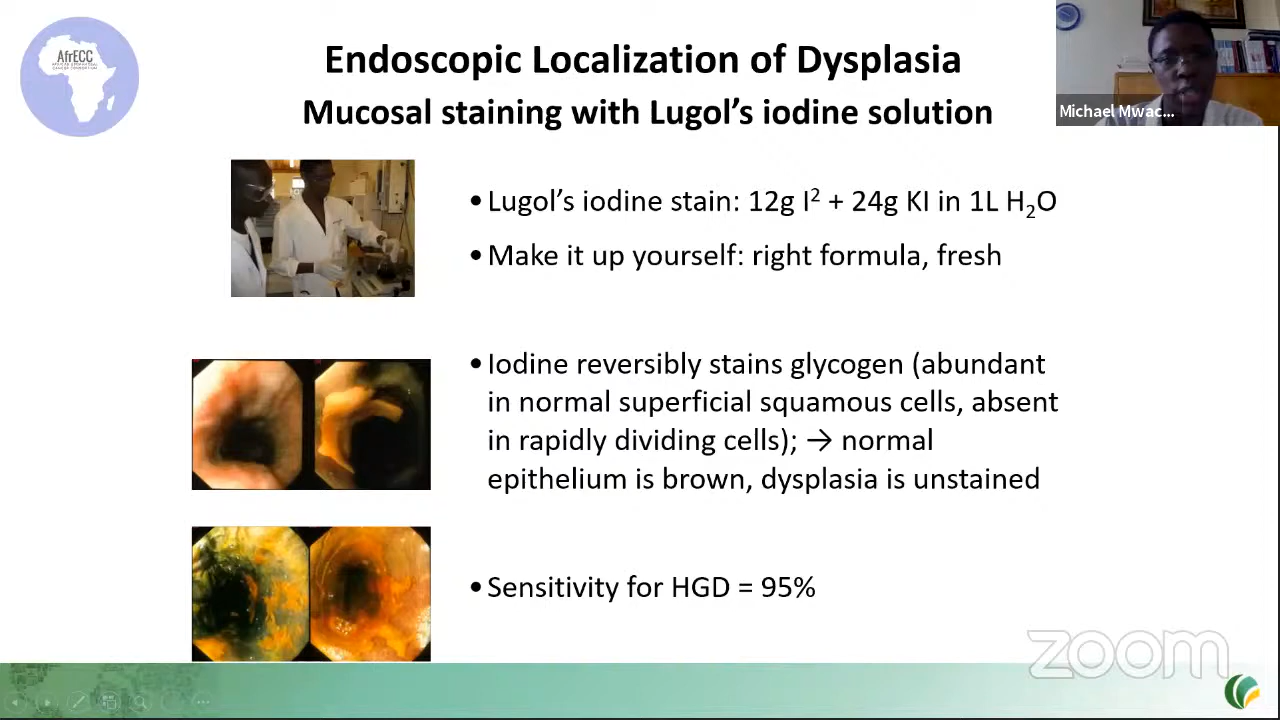 AfrECC
Endoscopic Localization of Dysplasia
Mucosal staining with Lugol's iodine solution
Michael Mwac...
•Lugol's iodine stain: 12g I² + 24g KI in 1L H₂O
•Make it up yourself: right formula, fresh
•Iodine reversibly stains glycogen (abundant
in normal superficial squamous cells, absent
in rapidly dividing cells); → normal
epithelium is brown, dysplasia is unstained
•Sensitivity for HGD = 95%
zoom